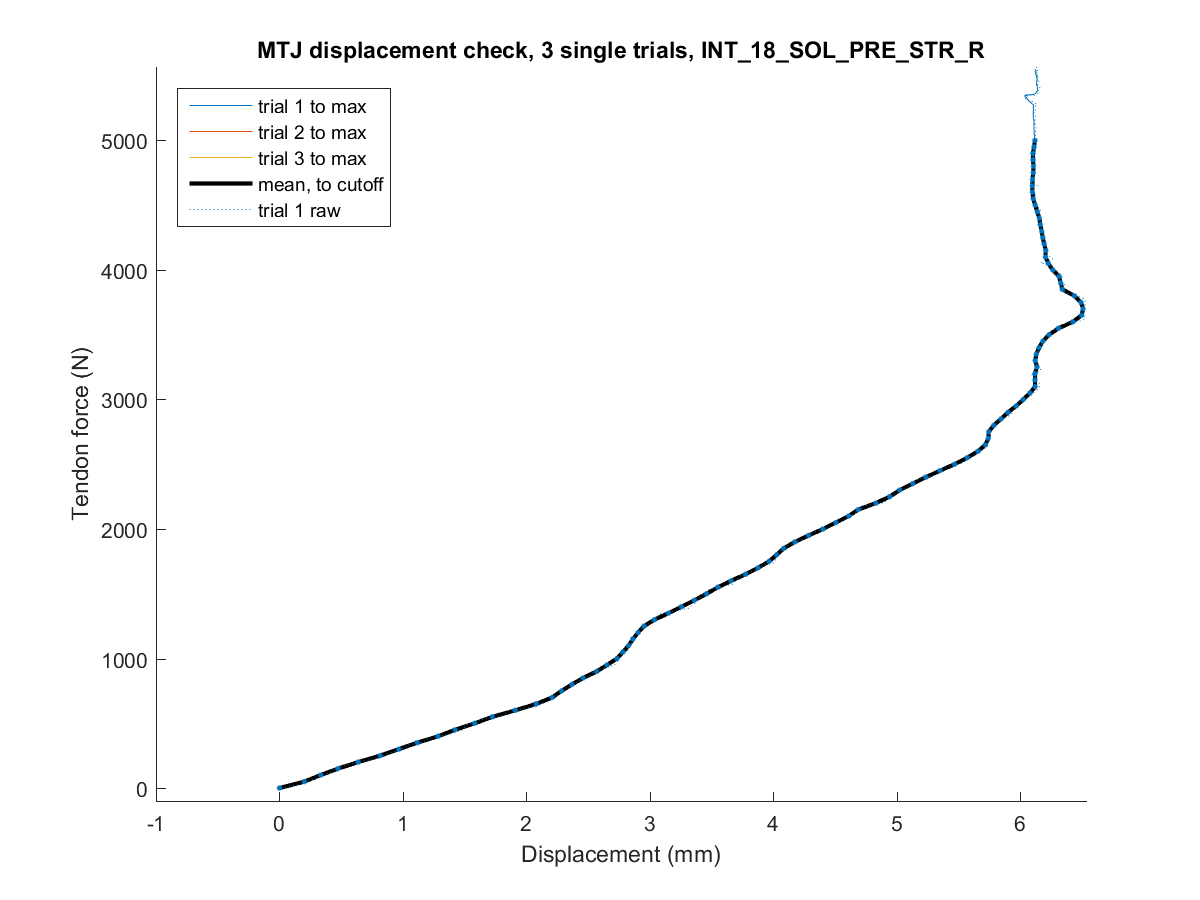 MTJ displacement check, 3 single trials, INT_18_SOL_PRE_STR_R
trial 1 to max
trial 2 to max
trial 3 to max
mean, to cutoff
trial 1 raw
Tendon force (N)
5000
4000
3000
2000
1000
0
-1 0 1 2 3 4 5 6
Displacement (mm)